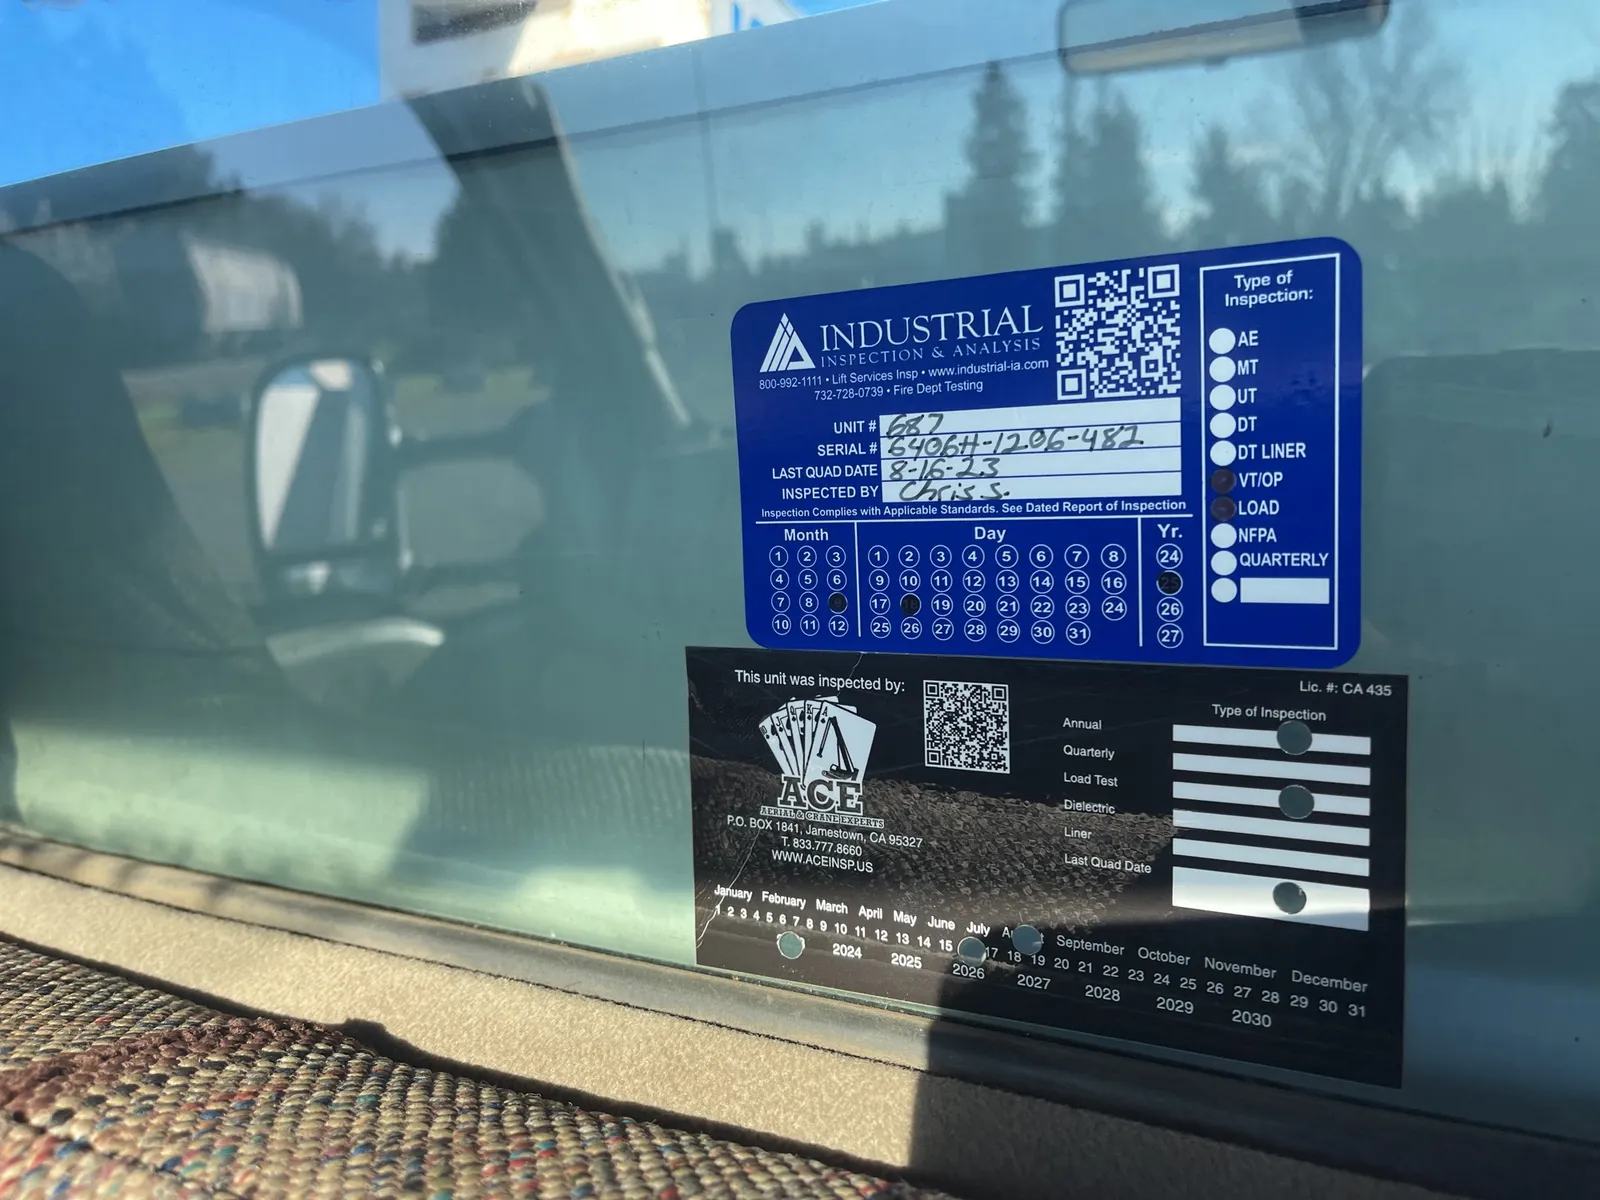 INDUSTRIAL
INSPECTION & ANALYSIS
800-992-1111 • Lift Services Insp • www.industrial-ia.com
732-728-0739 • Fire Dept Testing
UNIT # 687
SERIAL # 6406H-1206-482
LAST QUAD DATE 8-16-23
INSPECTED BY Chris.S.
Inspection Complies with Applicable Standards. See Dated Report of Inspection
Month
1 2 3
4 5 6
7 8 9
10 11 12
Day
1 2 3 4 5 6 7 8
9 10 11 12 13 14 15 16
17 18 19 20 21 22 23 24
25 26 27 28 29 30 31
Yr.
24
25
26
27
Type of
Inspection:
AE
MT
UT
DT
DT LINER
VT/OP
LOAD
NFPA
QUARTERLY
This unit was inspected by:
ACE
AERIAL & CRANE EXPERTS
P.O. BOX 1841, Jamestown, CA 95327
T. 833.777.8660
WWW.ACEINSP.US
Lic. #: CA 435
Type of Inspection
Annual
Quarterly
Load Test
Dielectric
Liner
Last Quad Date
January February March April May June July September October November December
1 2 3 4 5 6 7 8 9 10 11 12 13 14 15 17 18 19 20 21 22 23 24 25 26 27 28 29 30 31
2024 2025 2026 2027 2028 2029 2030